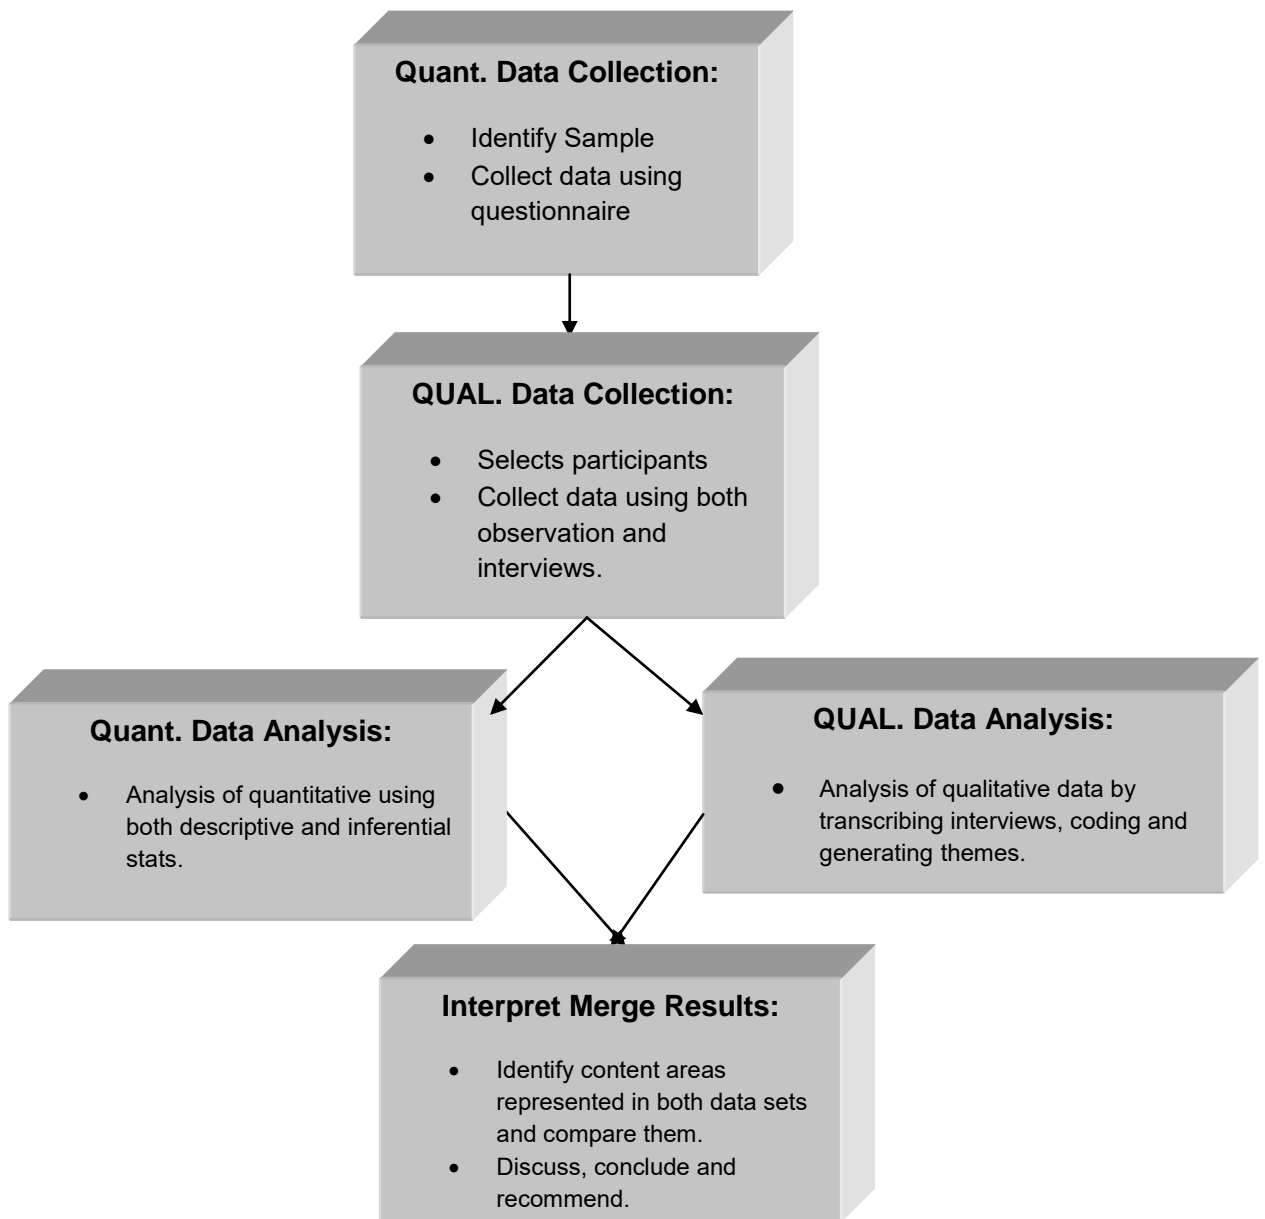 Quant. Data Collection:
• Identify Sample
• Collect data using
questionnaire
QUAL. Data Collection:
• Selects participants
• Collect data using both
observation and
interviews.
Quant. Data Analysis:
• Analysis of quantitative using
both descriptive and inferential
stats.
QUAL. Data Analysis:
• Analysis of qualitative data by
transcribing interviews, coding and
generating themes.
Interpret Merge Results:
• Identify content areas
represented in both data sets
and compare them.
• Discuss, conclude and
recommend.